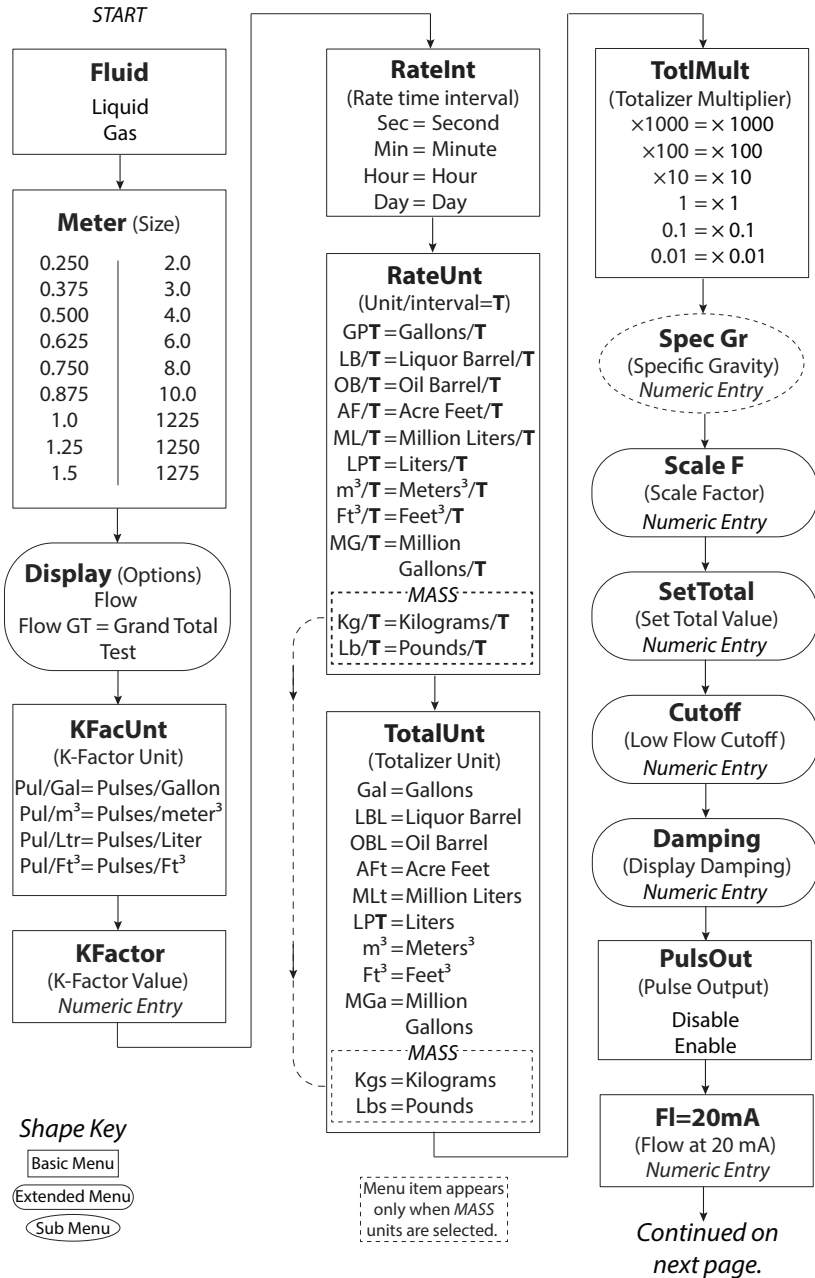 START
Fluid
Liquid
Gas
Meter (Size)
0.250 2.0
0.375 3.0
0.500 4.0
0.625 6.0
0.750 8.0
0.875 10.0
1.0 1225
1.25 1250
1.5 1275
Display (Options)
Flow
Flow GT = Grand Total
Test
KFacUnt
(K-Factor Unit)
Pul/Gal= Pulses/Gallon
Pul/m³= Pulses/meter³
Pul/Ltr= Pulses/Liter
Pul/Ft³= Pulses/Ft³
KFactor
(K-Factor Value)
Numeric Entry
Shape Key
Basic Menu
Extended Menu
Sub Menu
RateInt
(Rate time interval)
Sec = Second
Min = Minute
Hour = Hour
Day = Day
RateUnt
(Unit/interval=T)
GPT = Gallons/T
LB/T = Liquor Barrel/T
OB/T = Oil Barrel/T
AF/T = Acre Feet/T
ML/T = Million Liters/T
LPT = Liters/T
m³/T = Meters³/T
Ft³/T = Feet³/T
MG/T = Million
Gallons/T
MASS
Kg/T = Kilograms/T
Lb/T = Pounds/T
TotalUnt
(Totalizer Unit)
Gal = Gallons
LBL = Liquor Barrel
OBL = Oil Barrel
AFt = Acre Feet
MLt = Million Liters
LPT = Liters
m³ = Meters³
Ft³ = Feet³
MGa = Million
Gallons
MASS
Kgs = Kilograms
Lbs = Pounds
Menu item appears
only when MASS
units are selected.
TotlMult
(Totalizer Multiplier)
×1000 = × 1000
×100 = × 100
×10 = × 10
1 = × 1
0.1 = × 0.1
0.01 = × 0.01
Spec Gr
(Specific Gravity)
Numeric Entry
Scale F
(Scale Factor)
Numeric Entry
SetTotal
(Set Total Value)
Numeric Entry
Cutoff
(Low Flow Cutoff)
Numeric Entry
Damping
(Display Damping)
Numeric Entry
PulsOut
(Pulse Output)
Disable
Enable
Fl=20mA
(Flow at 20 mA)
Numeric Entry
Continued on
next page.